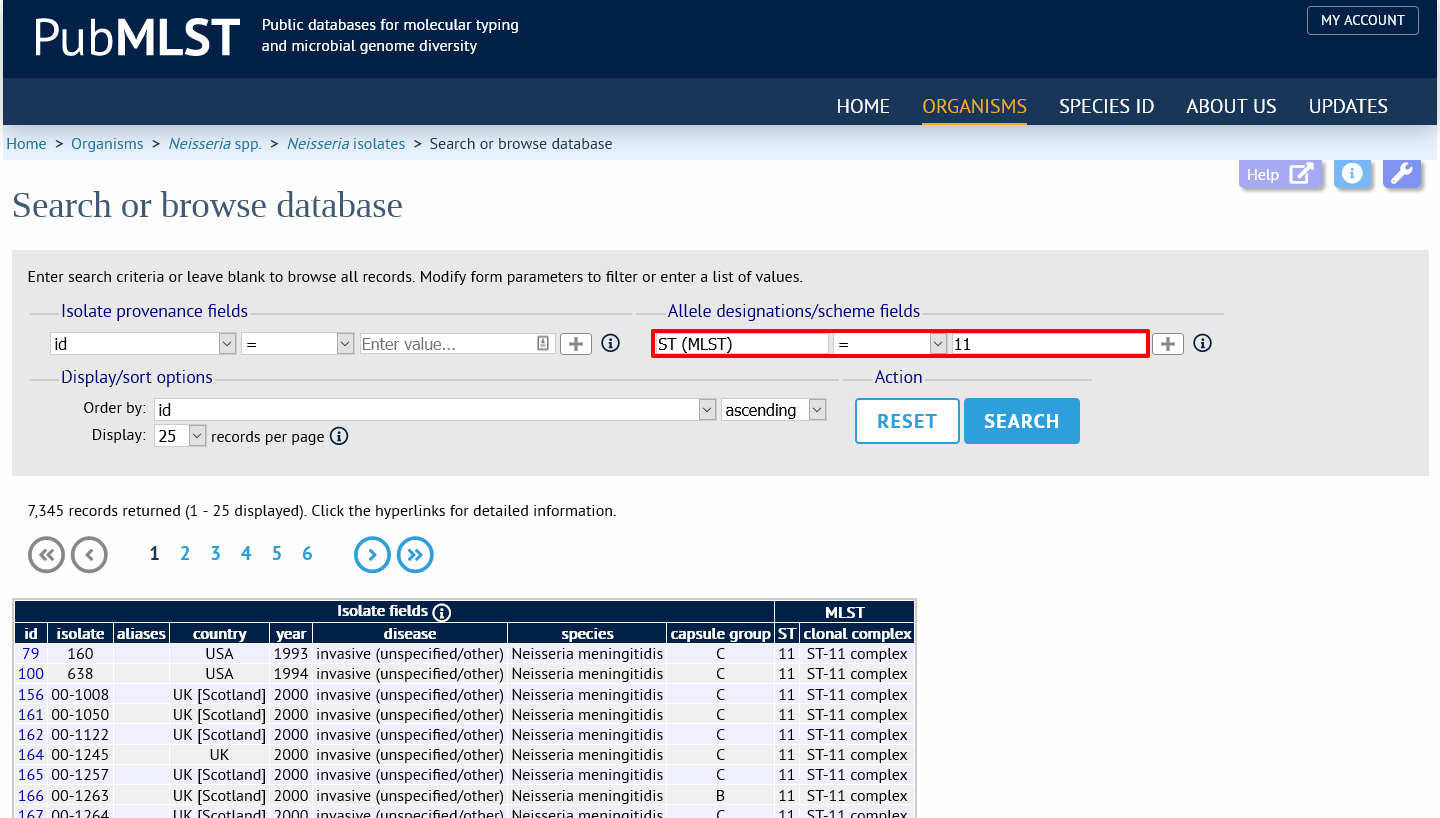 PubMLST
Public databases for molecular typing
and microbial genome diversity
MY ACCOUNT
HOME ORGANISMS SPECIES ID ABOUT US UPDATES
Home > Organisms > Neisseria spp. > Neisseria isolates > Search or browse database
Help
Search or browse database
Enter search criteria or leave blank to browse all records. Modify form parameters to filter or enter a list of values.
Isolate provenance fields
id = Enter value... +
Allele designations/scheme fields
ST (MLST) = 11 +
Display/sort options
Order by: id ascending
Display: 25 records per page
Action
RESET SEARCH
7,345 records returned (1 - 25 displayed). Click the hyperlinks for detailed information.
1 2 3 4 5 6
Isolate fields MLST
id isolate aliases country year disease species capsule group ST clonal complex
79 160 USA 1993 invasive (unspecified/other) Neisseria meningitidis C 11 ST-11 complex
100 638 USA 1994 invasive (unspecified/other) Neisseria meningitidis C 11 ST-11 complex
156 00-1008 UK [Scotland] 2000 invasive (unspecified/other) Neisseria meningitidis C 11 ST-11 complex
161 00-1050 UK [Scotland] 2000 invasive (unspecified/other) Neisseria meningitidis C 11 ST-11 complex
162 00-1122 UK [Scotland] 2000 invasive (unspecified/other) Neisseria meningitidis C 11 ST-11 complex
164 00-1245 UK 2000 invasive (unspecified/other) Neisseria meningitidis C 11 ST-11 complex
165 00-1257 UK [Scotland] 2000 invasive (unspecified/other) Neisseria meningitidis C 11 ST-11 complex
166 00-1263 UK [Scotland] 2000 invasive (unspecified/other) Neisseria meningitidis B 11 ST-11 complex
167 00-1264 UK [Scotland] 2000 invasive (unspecified/other) Neisseria meningitidis C 11 ST-11 complex